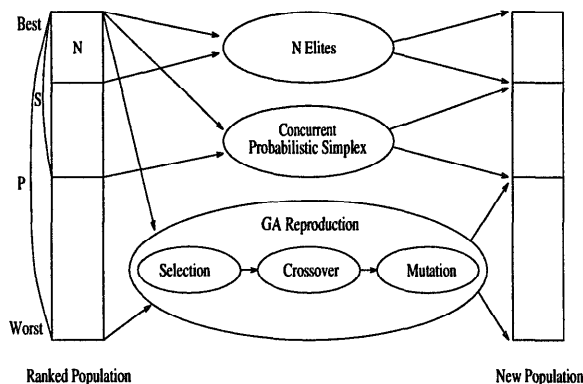 Best
N
N Elites
S
Concurrent
Probabilistic Simplex
P
GA Reproduction
Selection
Crossover
Mutation
Worst
Ranked Population
New Population